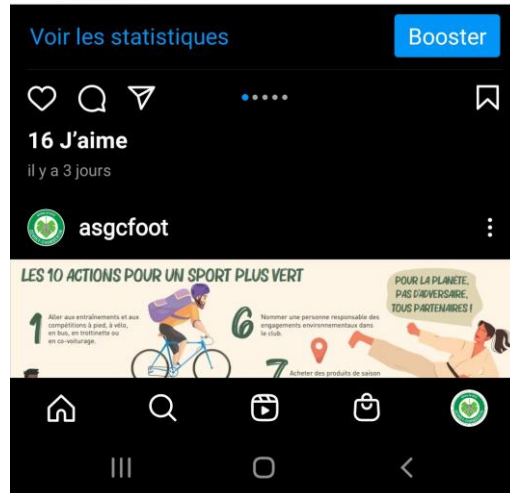 Voir les statistiques
Booster
16 J’aime
il y a 3 jours
asgcfoot
LES 10 ACTIONS POUR UN SPORT PLUS VERT
POUR LA PLANÈTE,
PAS D'ADVERSAIRE,
TOUS PARTENAIRES !
1
Aller aux entraînements et aux
compétitions à pied, à vélo,
en bus, en trottinette ou
en co-voiturage.
6
Nommer une personne responsable des
engagements environnementaux dans
le club.
7
Acheter des produits de saison